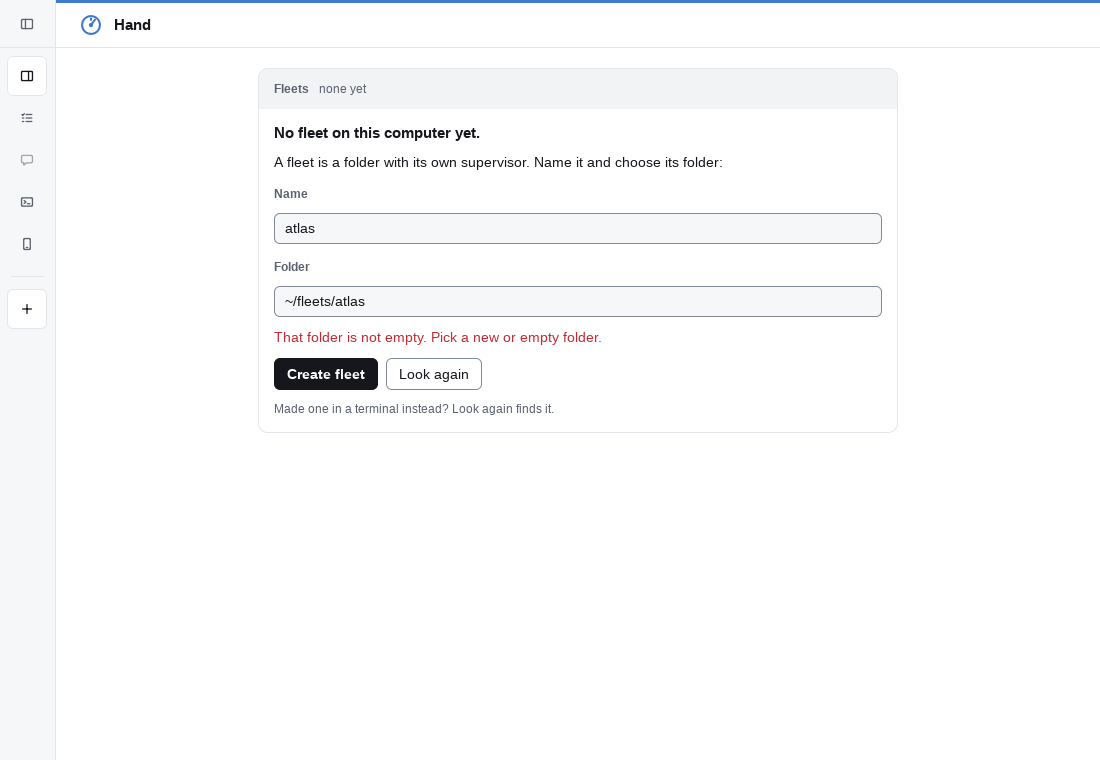 Hand
Fleets none yet
No fleet on this computer yet.
A fleet is a folder with its own supervisor. Name it and choose its folder:
Name
atlas
Folder
~/fleets/atlas
That folder is not empty. Pick a new or empty folder.
Create fleet Look again
Made one in a terminal instead? Look again finds it.